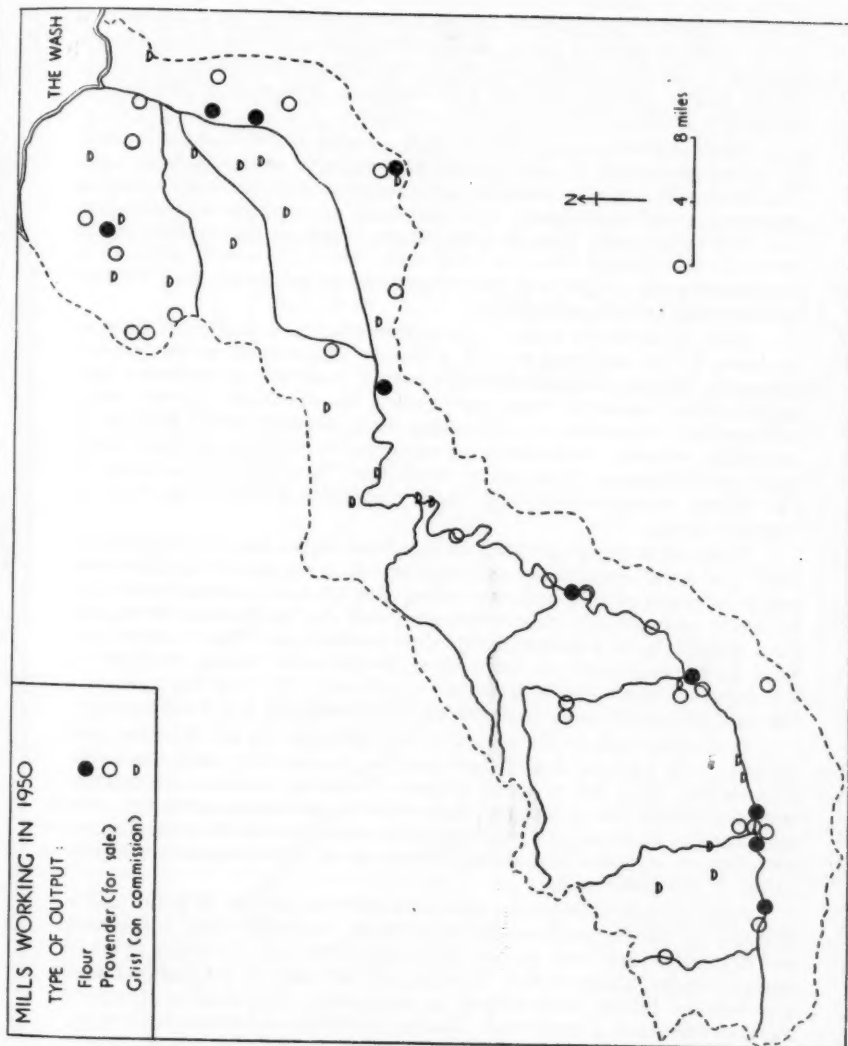 MILLS WORKING IN 1950
TYPE OF OUTPUT :
Flour
Provender (for sale)
Grist (on commission)
THE WASH
N
0 4 8 miles